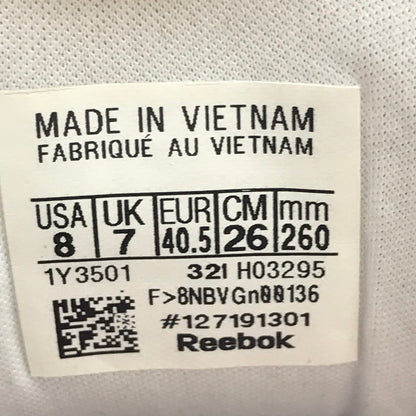 MADE IN VIETNAM
FABRIQUÉ AU VIETNAM
USA UK EUR CM mm
8 7 40.5 26 260
1Y3501 32I H03295
F>8NBVGn00136
#127191301
Reebok